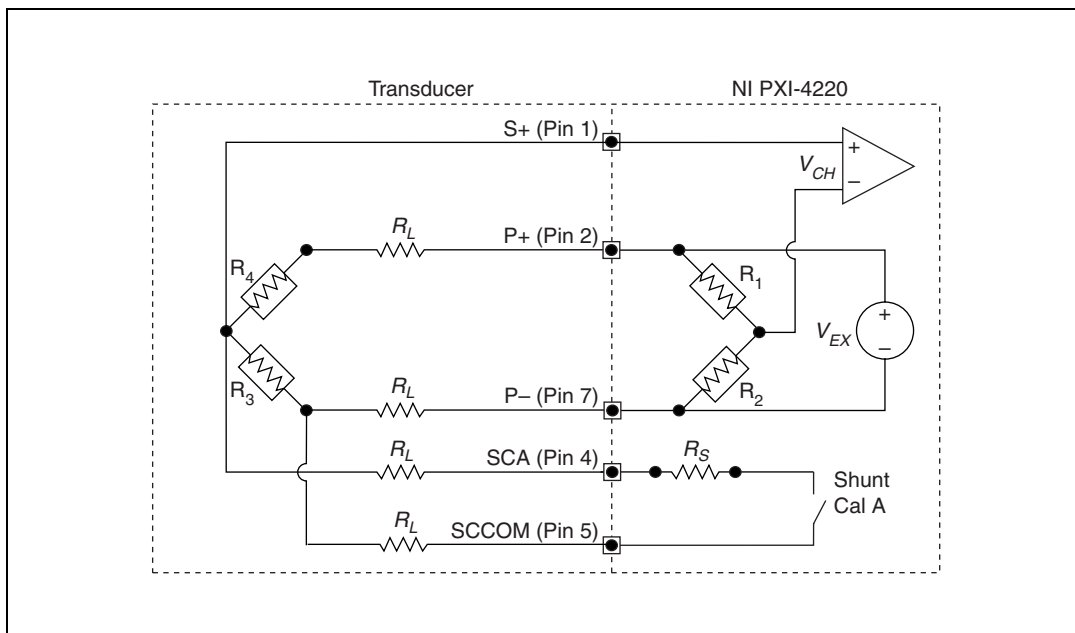 Transducer
NI PXI-4220
S+ (Pin 1)
+
V_CH
–
R_L
P+ (Pin 2)
R_4
R_1
+
V_EX
–
R_3
R_L
P– (Pin 7)
R_2
R_L
SCA (Pin 4)
R_S
Shunt
Cal A
R_L
SCCOM (Pin 5)